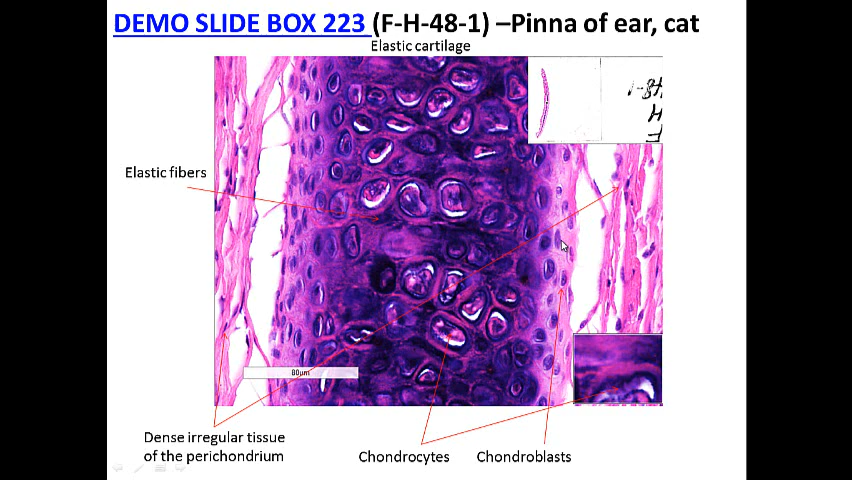 DEMO SLIDE BOX 223 (F-H-48-1) –Pinna of ear, cat
Elastic cartilage
Elastic fibers
80µm
Dense irregular tissue
of the perichondrium
Chondrocytes
Chondroblasts